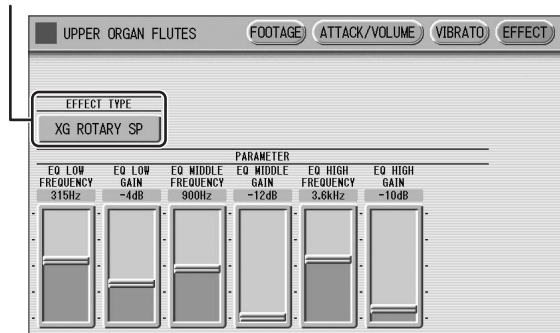 UPPER ORGAN FLUTES FOOTAGE ATTACK/VOLUME VIBRATO EFFECT
EFFECT TYPE
XG ROTARY SP
PARAMETER
EQ LOW FREQUENCY EQ LOW GAIN EQ MIDDLE FREQUENCY EQ MIDDLE GAIN EQ HIGH FREQUENCY EQ HIGH GAIN
315Hz -4dB 900Hz -12dB 3.6kHz -10dB